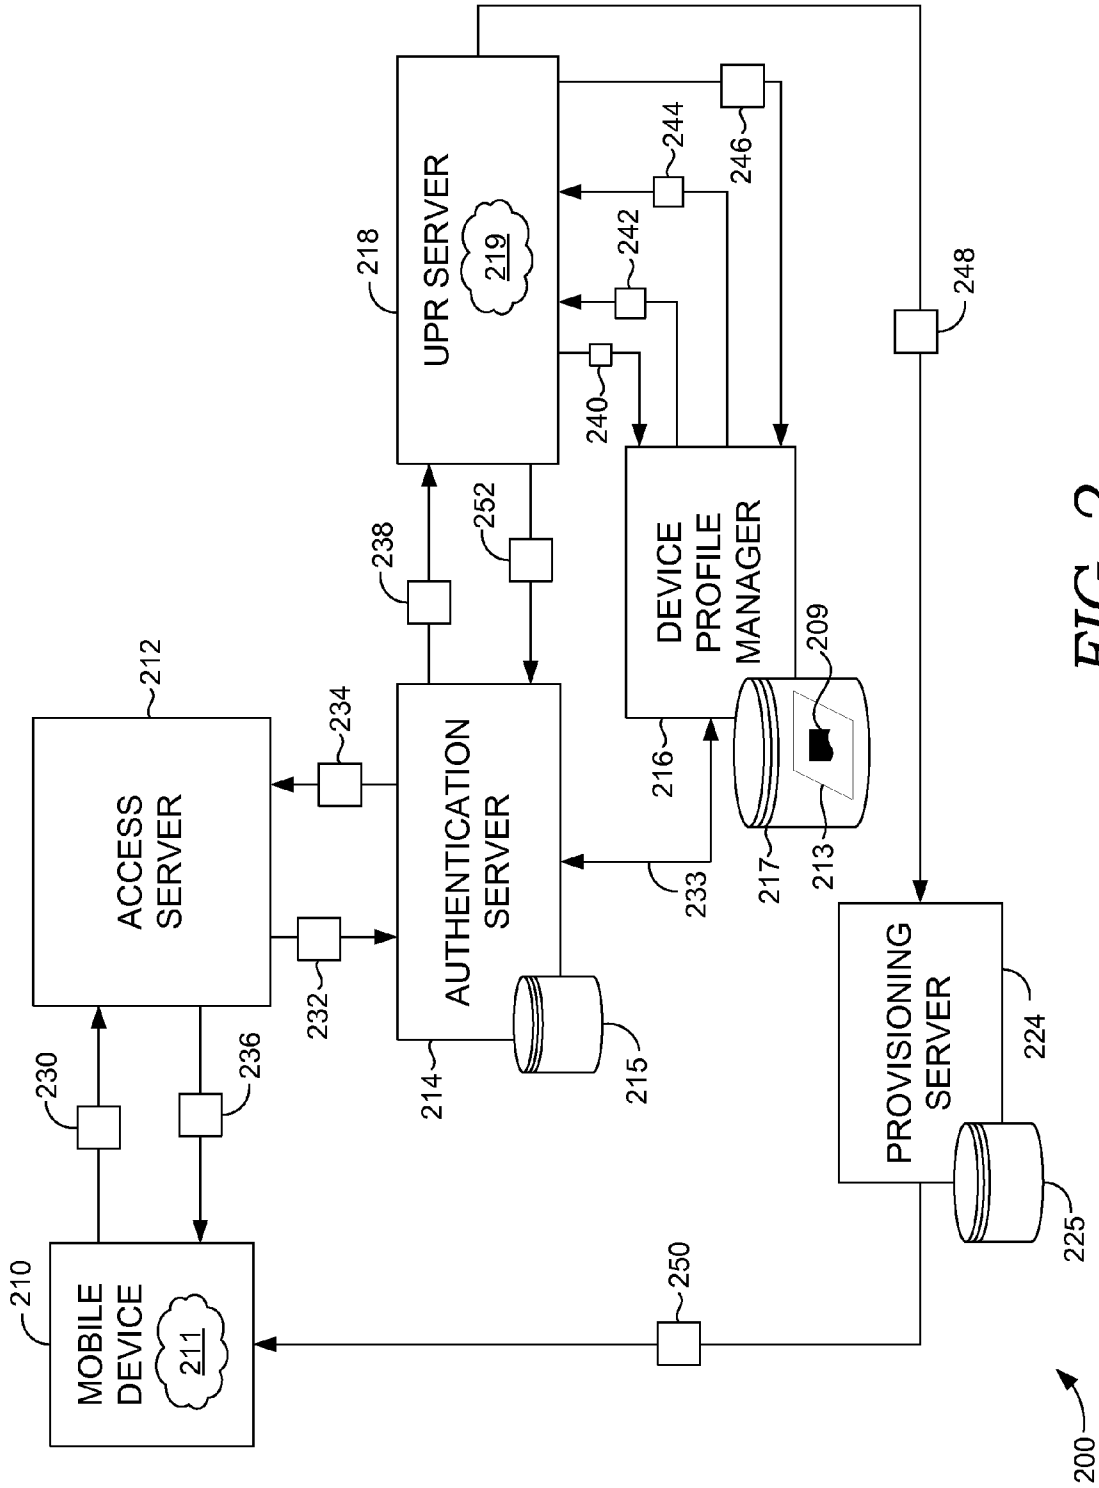 210
MOBILE
DEVICE
211
230
236
ACCESS
SERVER
212
232
234
214
AUTHENTICATION
SERVER
215
238
252
218
UPR SERVER
219
240
242
244
246
233
216
DEVICE
PROFILE
MANAGER
217
213
209
248
PROVISIONING
SERVER
224
225
250
200
FIG. 2